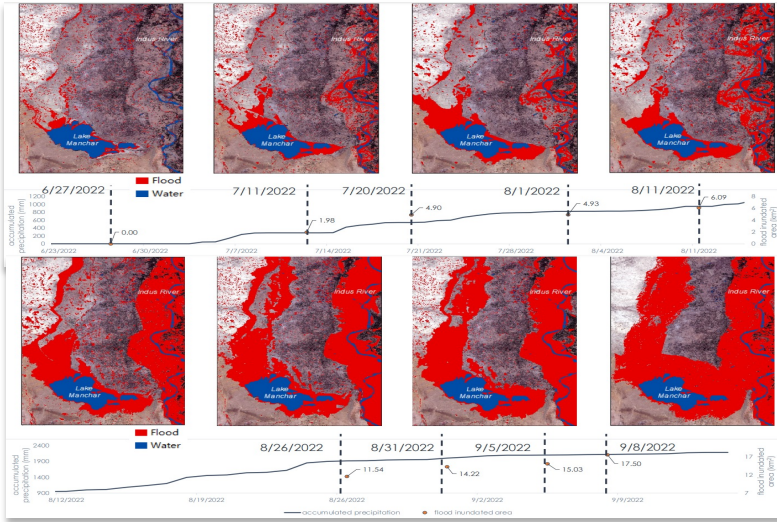 Indus River
Indus River
Indus River
Indus River
Lake
Manchar
Lake
Manchar
Lake
Manchar
Lake
Manchar
6/27/2022
Flood
Water
7/11/2022
7/20/2022
8/1/2022
8/11/2022
accumulated
precipitation (mm)
1200
1000
800
600
400
200
0
0.00
1.98
4.90
4.93
6.09
8
6
4
2
0
flood inundated
area (km²)
6/23/2022
6/30/2022
7/7/2022
7/14/2022
7/21/2022
7/28/2022
8/4/2022
8/11/2022
Indus River
Indus River
Indus River
Indus River
Lake
Manchar
Lake
Manchar
Lake
Manchar
Lake
Manchar
Flood
Water
8/26/2022
8/31/2022
9/5/2022
9/8/2022
accumulated
precipitation (mm)
2400
1900
1400
900
11.54
14.22
15.03
17.50
17
12
7
flood inundated
area (km²)
8/12/2022
8/19/2022
8/26/2022
9/2/2022
9/9/2022
accumulated precipitation
flood inundated area